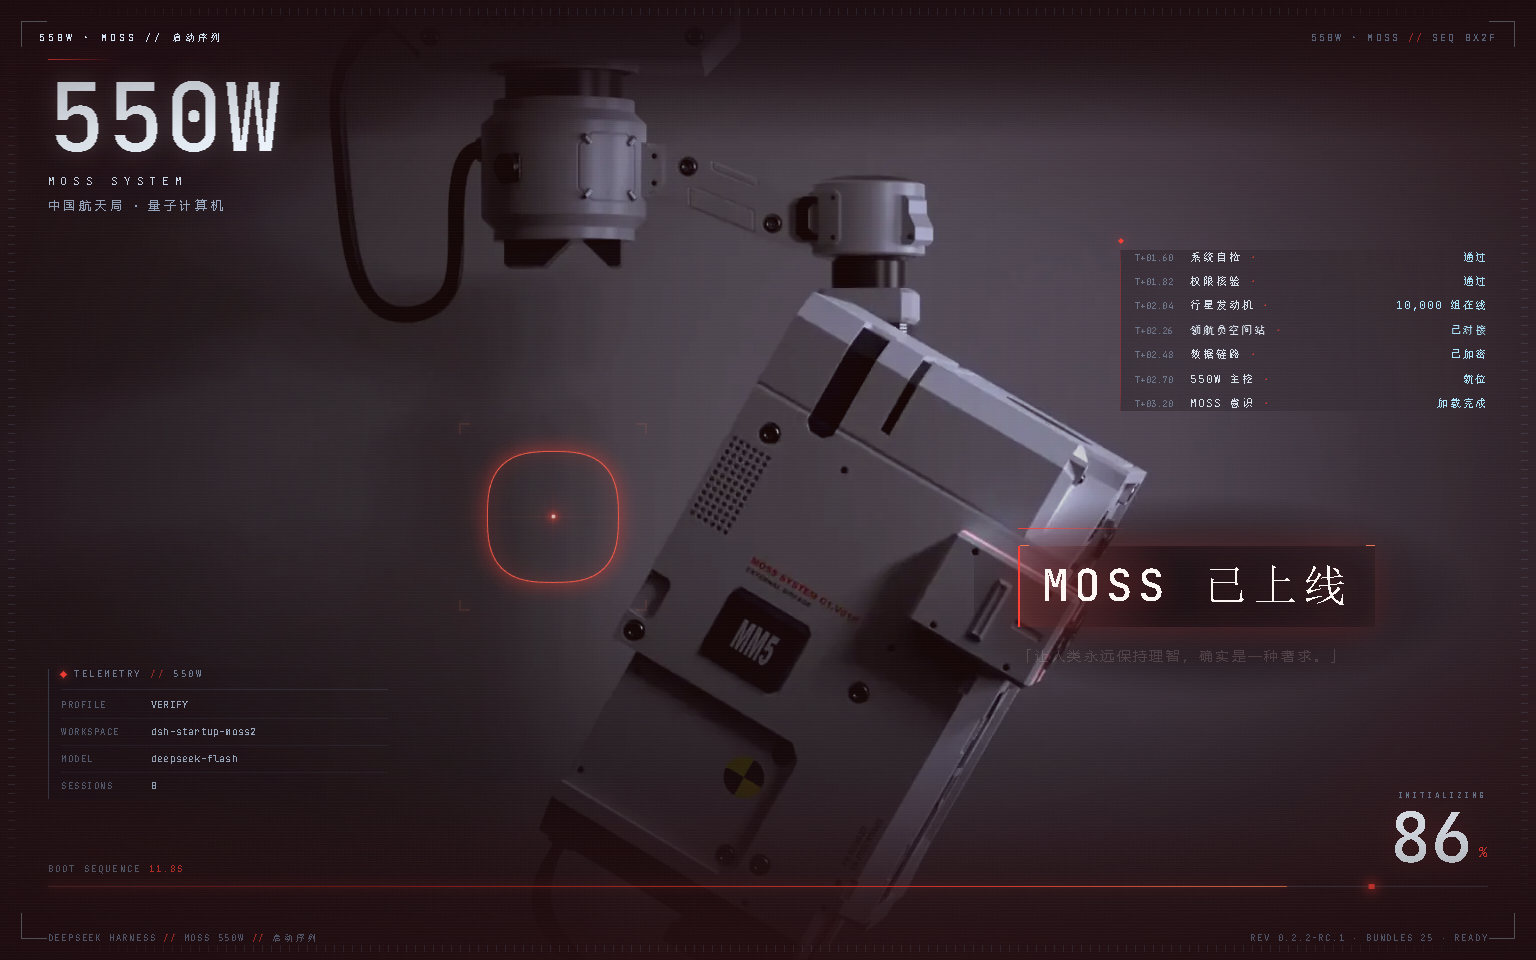 550W · MOSS // 启动序列
550W · MOSS // SEQ 0X2F
550W
MOSS SYSTEM
中国航天局 · 量子计算机
T+01.60 系统自检 · 通过
T+01.82 权限核验 · 通过
T+02.04 行星发动机 · 10,000 组在线
T+02.26 领航员空间站 · 已对接
T+02.48 数据链路 · 已加密
T+02.70 550W 主控 · 就位
T+03.20 MOSS 意识 · 加载完成
MOSS SYSTEM
MM5
MOSS 已上线
「让人类永远保持理智，确实是一种奢求。」
TELEMETRY // 550W
PROFILE VERIFY
WORKSPACE dsh-startup-moss2
MODEL deepseek-flash
SESSIONS 8
INITIALIZING
86%
BOOT SEQUENCE 11.8S
DEEPSEEK HARNESS // MOSS 550W // 启动序列
REV 0.2.2-RC.1 · BUNDLES 25 · READY